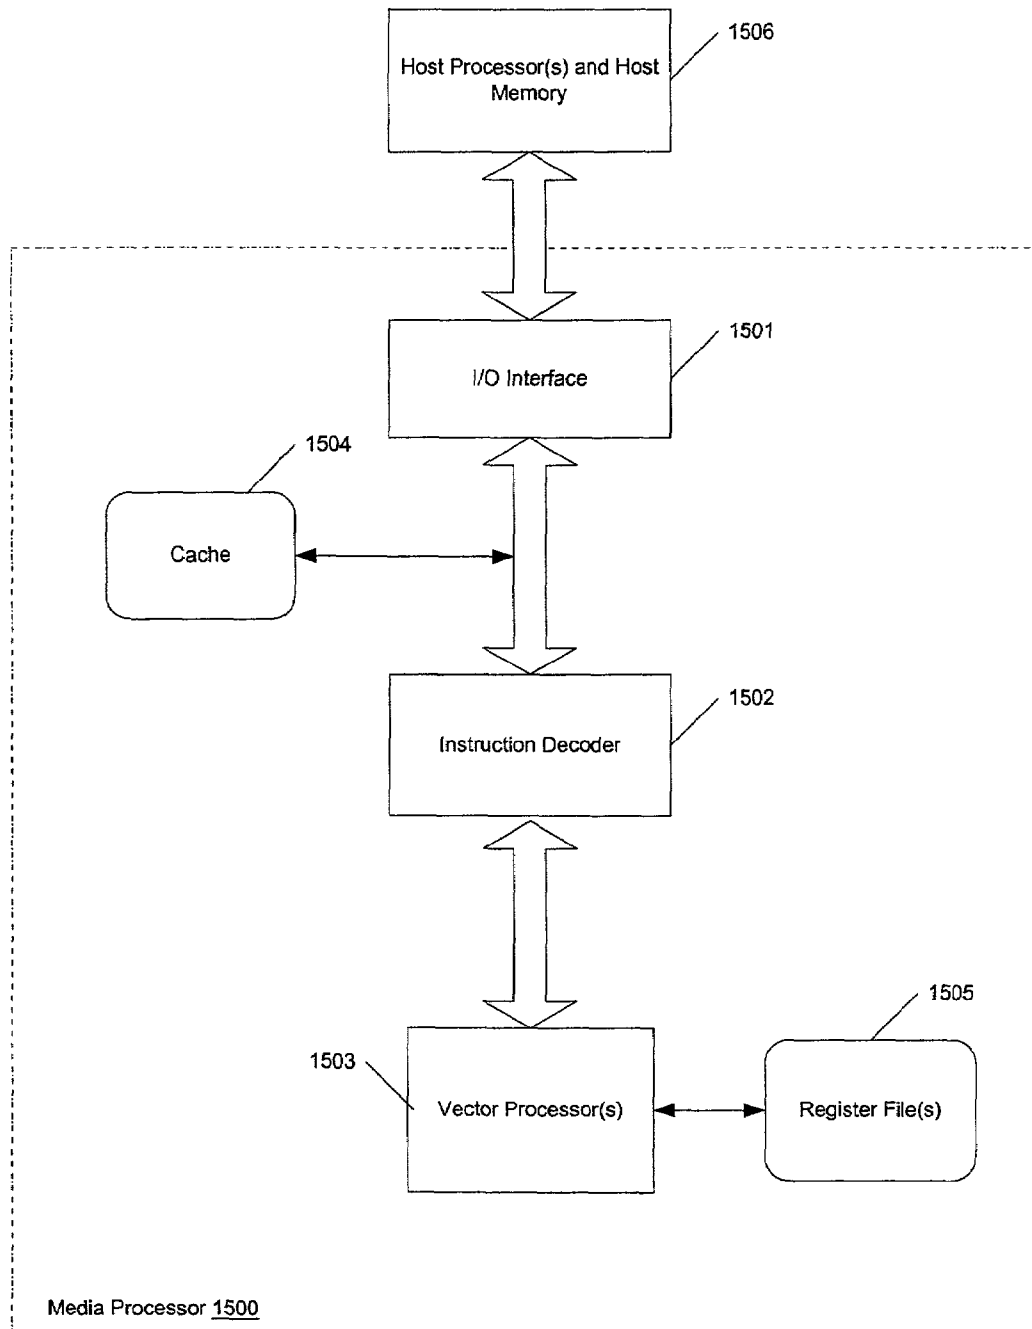 1506
Host Processor(s) and Host
Memory
1501
I/O Interface
1504
Cache
1502
Instruction Decoder
1505
1503
Vector Processor(s)
Register File(s)
Media Processor 1500